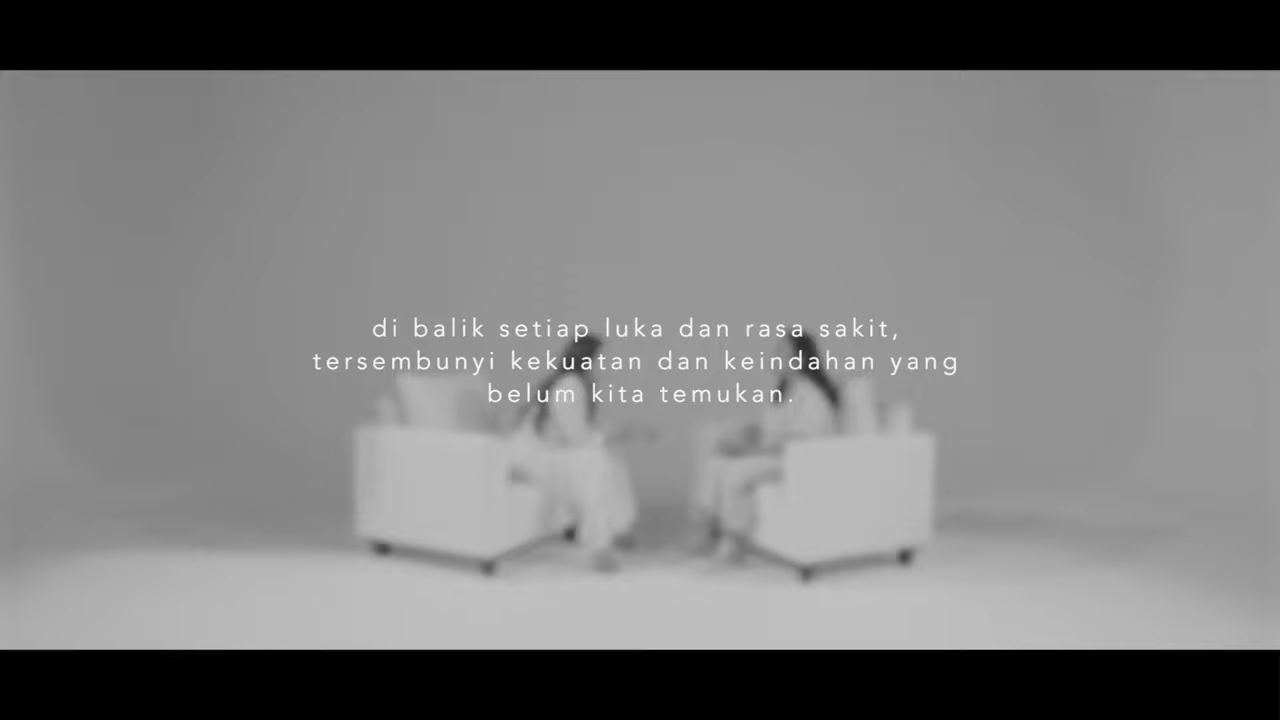 di balik setiap luka dan rasa sakit,
tersembunyi kekuatan dan keindahan yang
belum kita temukan.